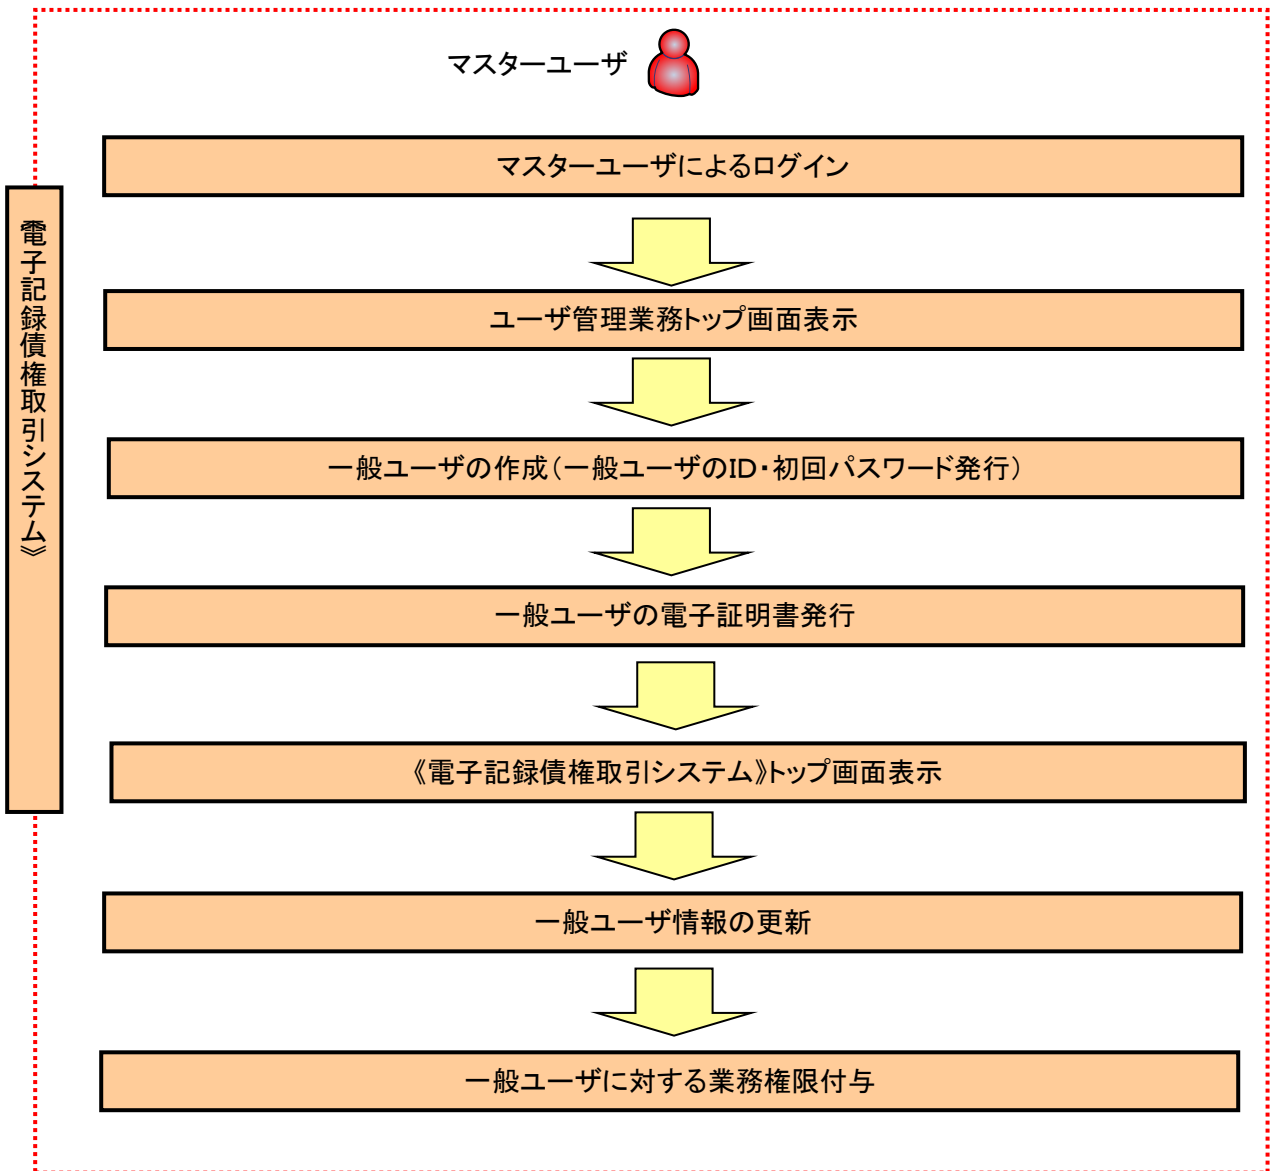 マスターユーザ
マスターユーザによるログイン
電子記録債権取引システム》
ユーザ管理業務トップ画面表示
一般ユーザの作成（一般ユーザのID・初回パスワード発行）
一般ユーザの電子証明書発行
《電子記録債権取引システム》トップ画面表示
一般ユーザ情報の更新
一般ユーザに対する業務権限付与